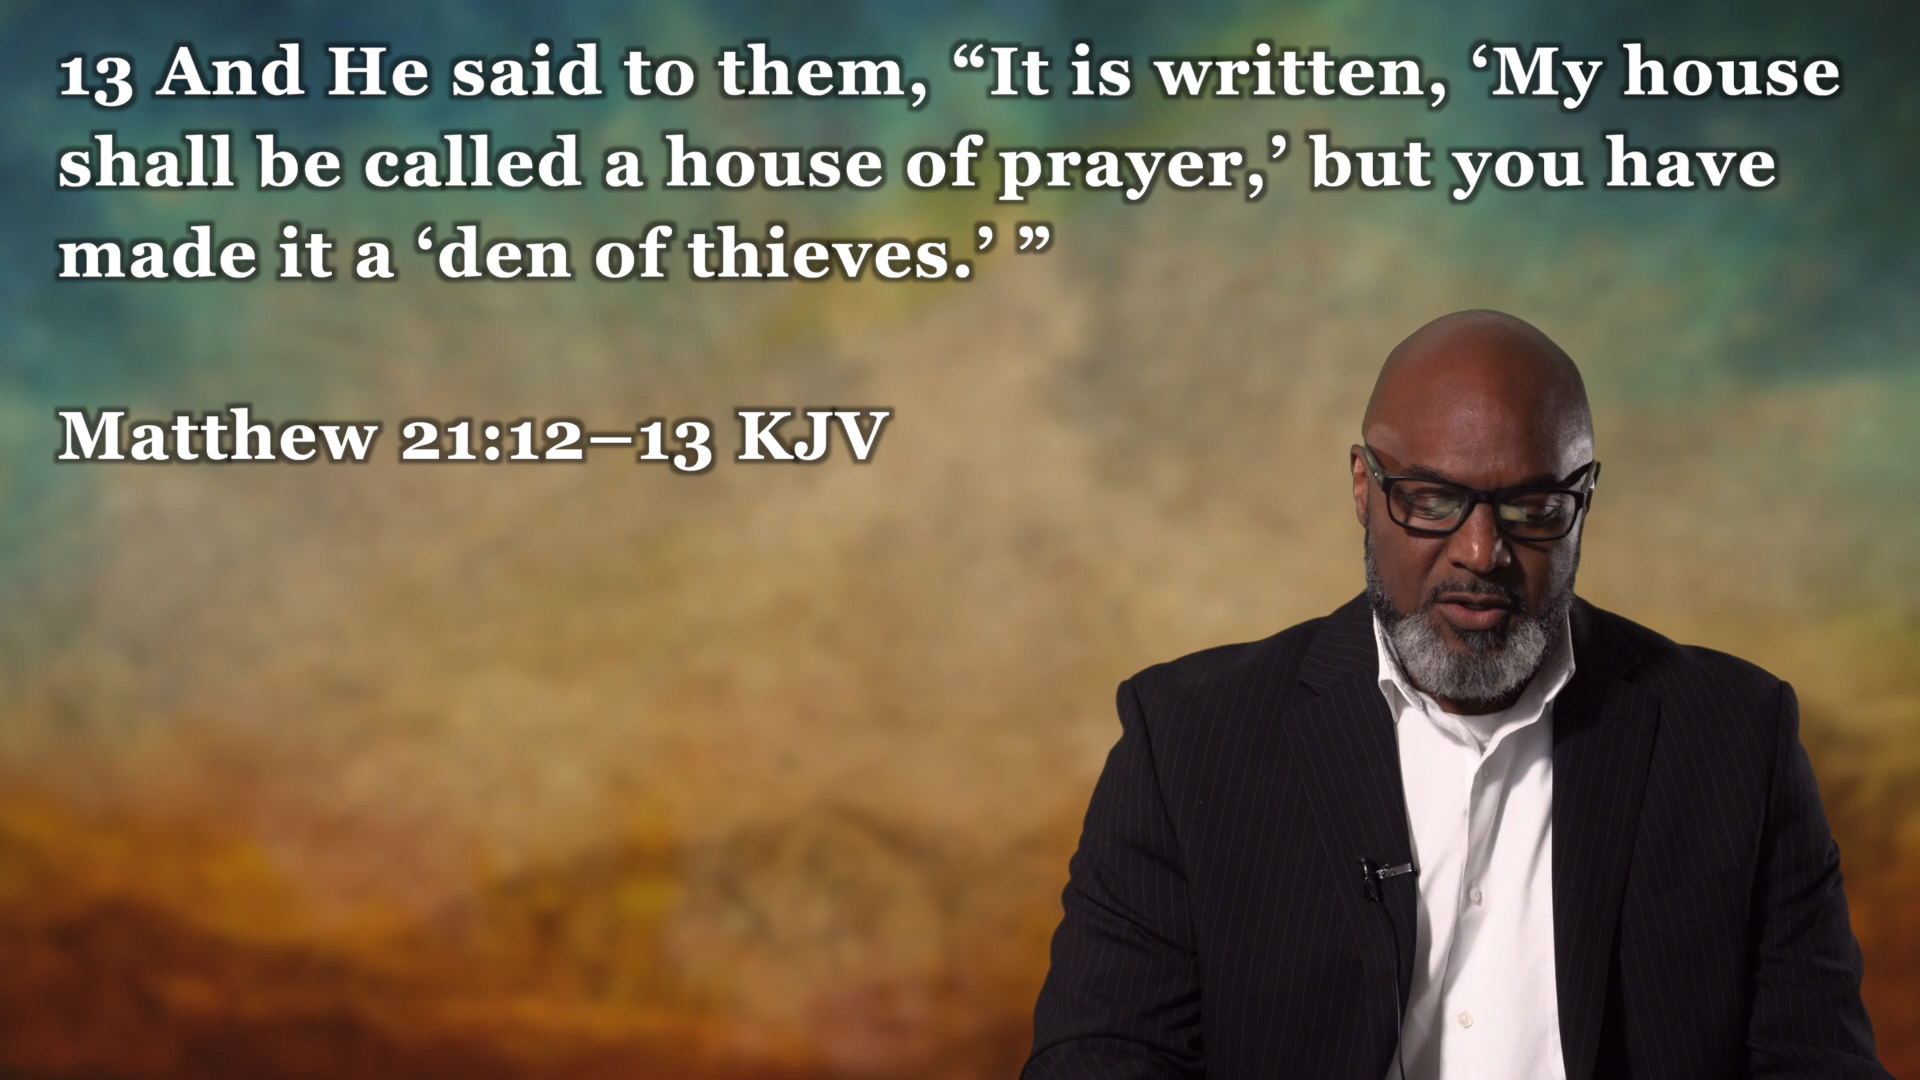 13 And He said to them, “It is written, ‘My house
shall be called a house of prayer,’ but you have
made it a ‘den of thieves.’ ”
Matthew 21:12–13 KJV